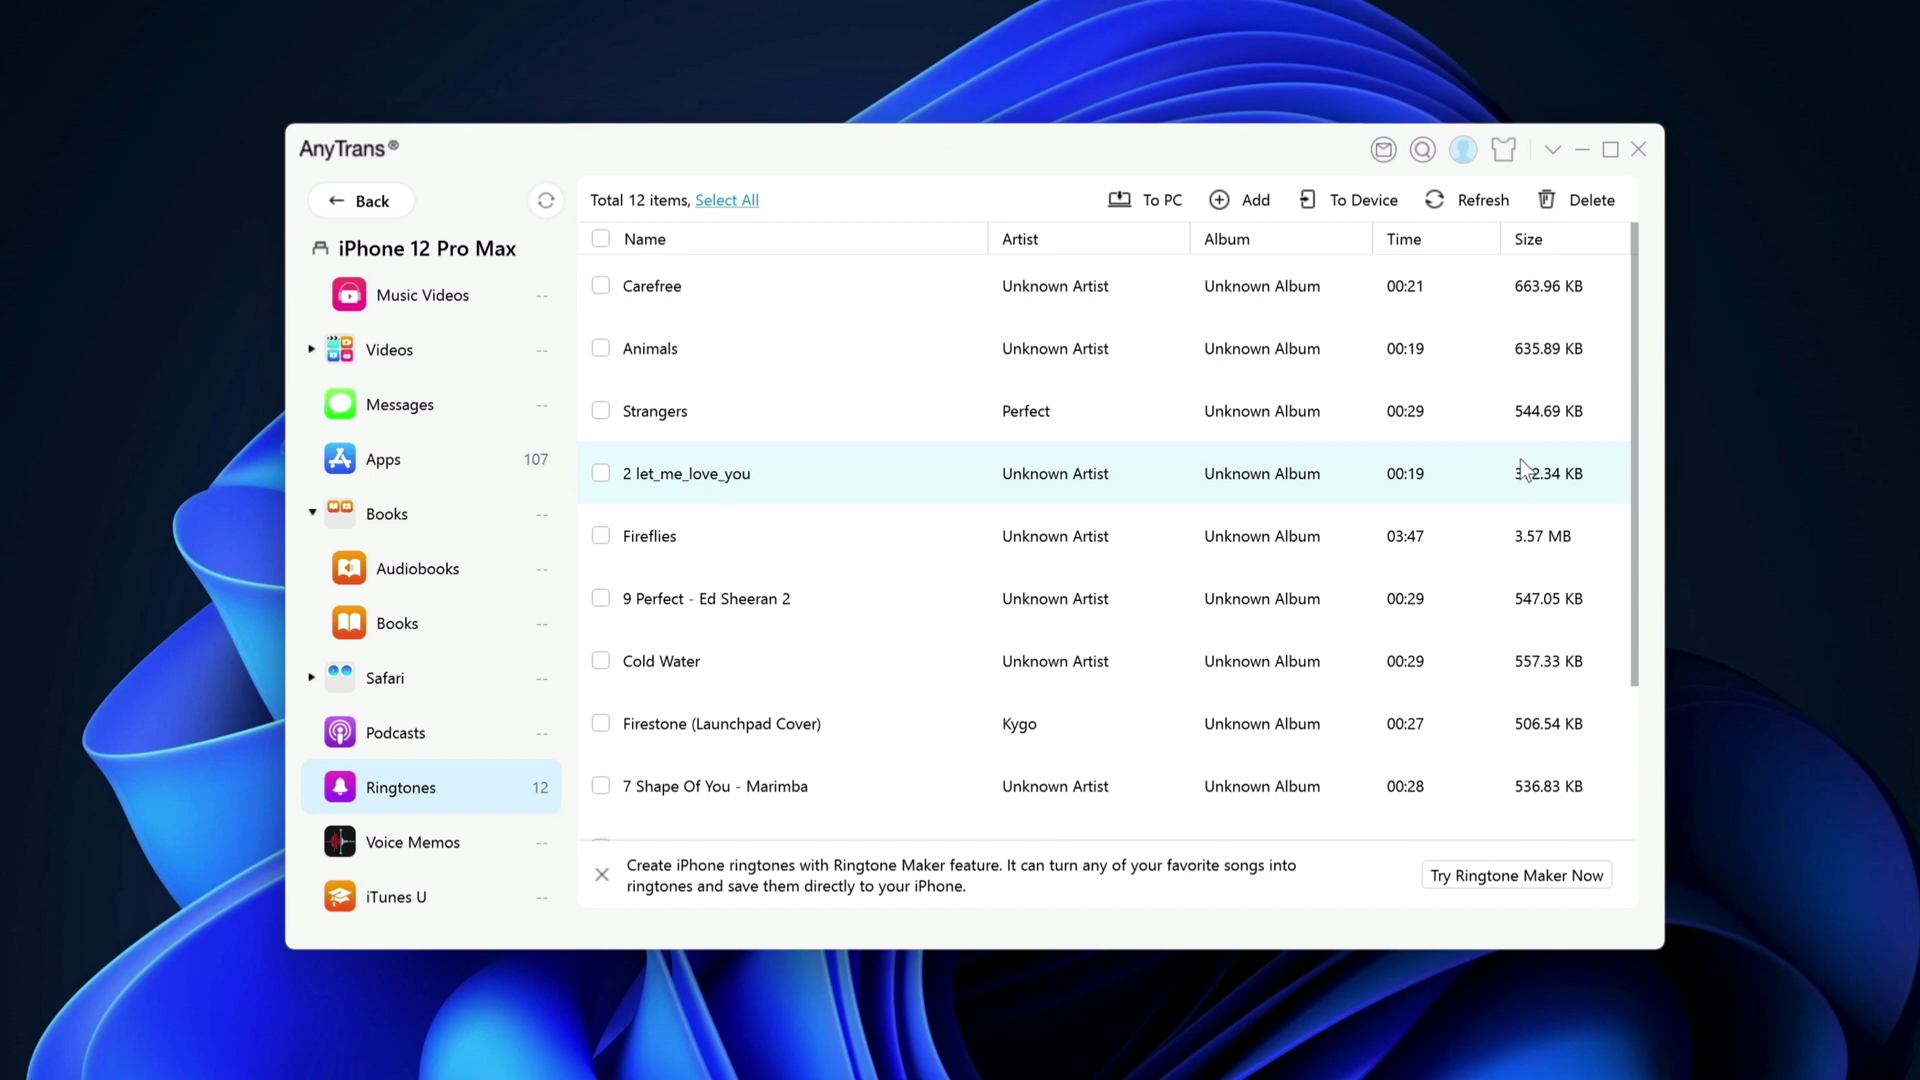 AnyTrans®
Back
Total 12 items, Select All
To PC
Add
To Device
Refresh
Delete
iPhone 12 Pro Max
Music Videos --
Videos --
Messages --
Apps 107
Books --
Audiobooks --
Books --
Safari --
Podcasts --
Ringtones 12
Voice Memos --
iTunes U --
Name Artist Album Time Size
Carefree Unknown Artist Unknown Album 00:21 663.96 KB
Animals Unknown Artist Unknown Album 00:19 635.89 KB
Strangers Perfect Unknown Album 00:29 544.69 KB
2 let_me_love_you Unknown Artist Unknown Album 00:19 KB
Fireflies Unknown Artist Unknown Album 03:47 3.57 MB
9 Perfect - Ed Sheeran 2 Unknown Artist Unknown Album 00:29 547.05 KB
Cold Water Unknown Artist Unknown Album 00:29 557.33 KB
Firestone (Launchpad Cover) Kygo Unknown Album 00:27 506.54 KB
7 Shape Of You - Marimba Unknown Artist Unknown Album 00:28 536.83 KB
Create iPhone ringtones with Ringtone Maker feature. It can turn any of your favorite songs into
ringtones and save them directly to your iPhone.
Try Ringtone Maker Now